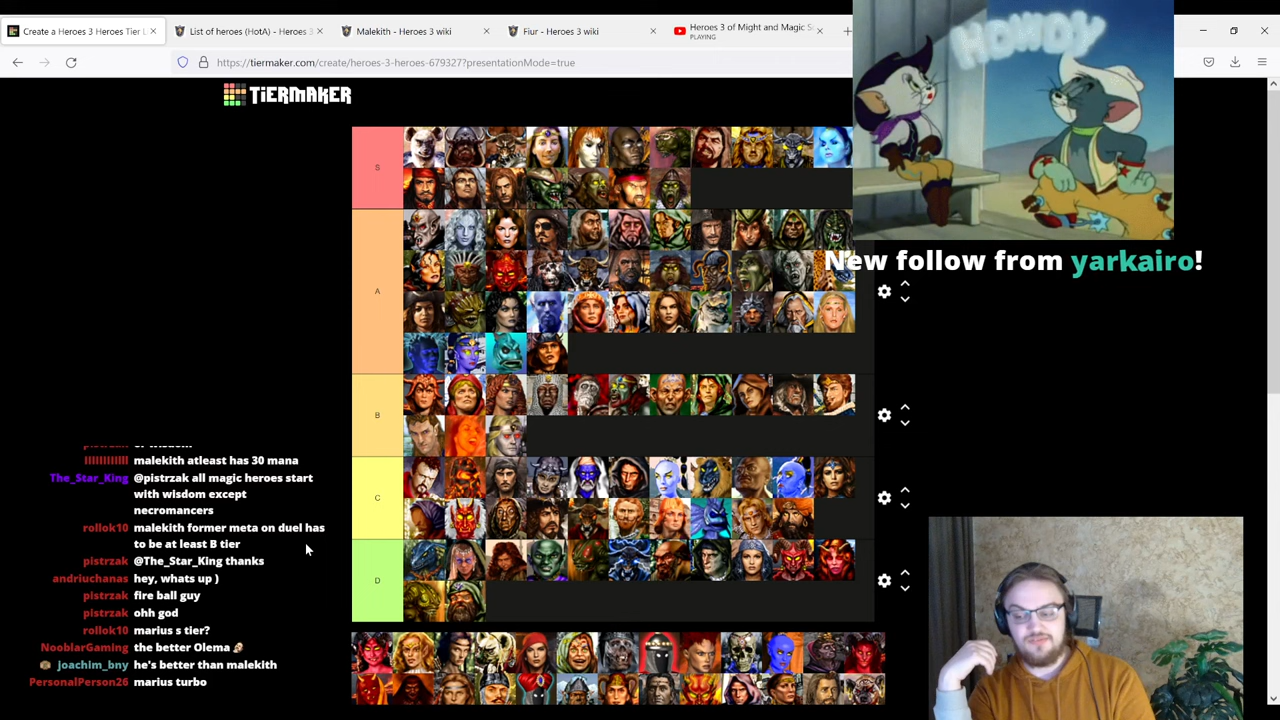 Create a Heroes 3 Heroes Tier L
List of heroes (HotA) - Heroes 3
Malekith - Heroes 3 wiki
Fiur - Heroes 3 wiki
Heroes 3 of Might and Magic S
PLAYING
https://tiermaker.com/create/heroes-3-heroes-679327?presentationMode=true
HOWDY
TIERMAKER
New follow from yarkairo!
S
A
B
C
D
IIIIIIIIIIII malekith atleast has 30 mana
The_Star_King @pistrzak all magic heroes start
with wisdom except
necromancers
rollok10 malekith former meta on duel has
to be at least B tier
pistrzak @The_Star_King thanks
andriuchanas hey, whats up )
pistrzak fire ball guy
pistrzak ohh god
rollok10 marius s tier?
NooblarGaming the better Olema
joachim_bny he's better than malekith
PersonalPerson26 marius turbo